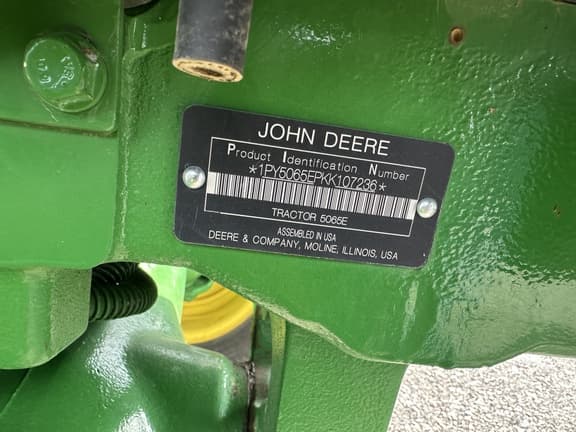 JOHN DEERE
Product Identification Number
*1PY5065EPKK107236*
TRACTOR 5065E
ASSEMBLED IN USA
DEERE & COMPANY, MOLINE, ILLINOIS, USA